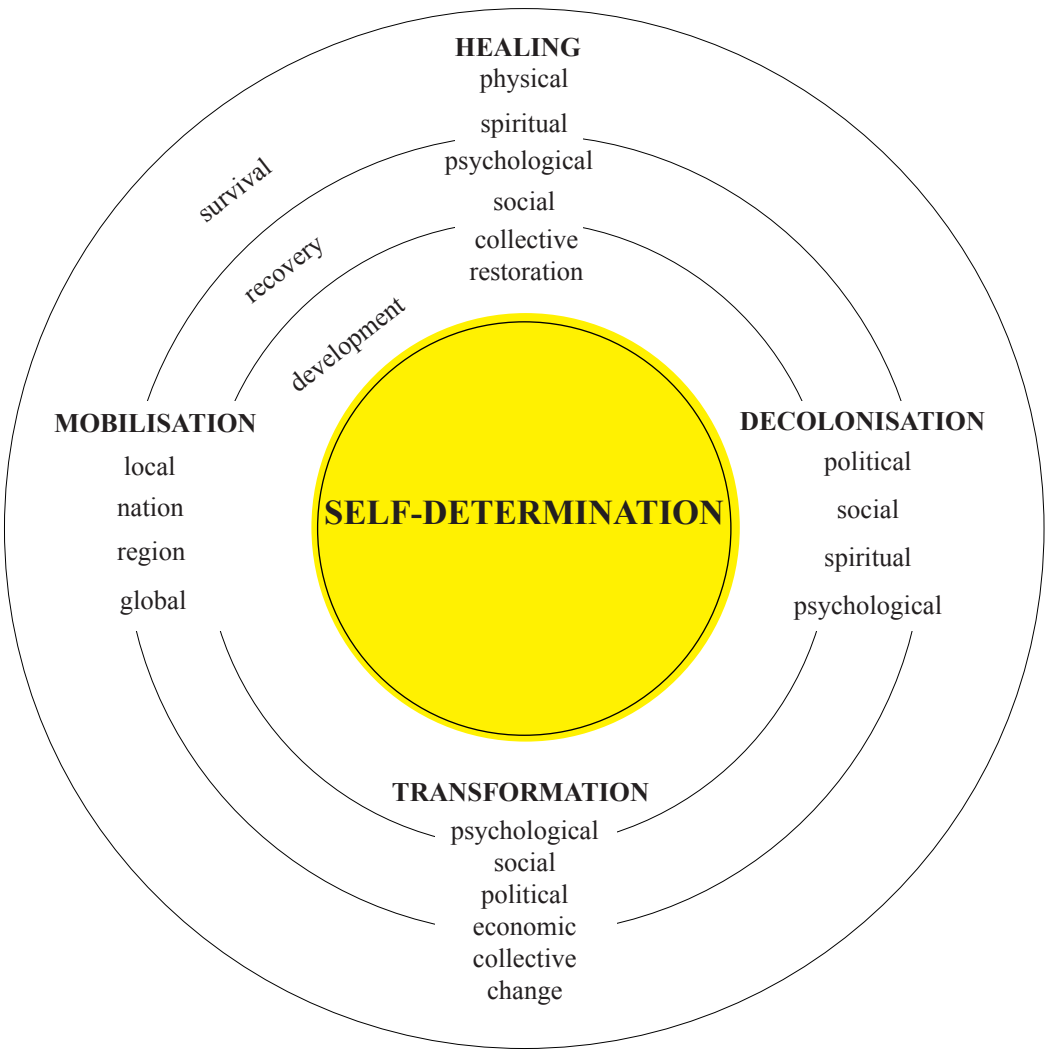 HEALING
physical
spiritual
psychological
social
collective
restoration
survival
recovery
development
MOBILISATION
local
nation
region
global
SELF-DETERMINATION
DECOLONISATION
political
social
spiritual
psychological
TRANSFORMATION
psychological
social
political
economic
collective
change